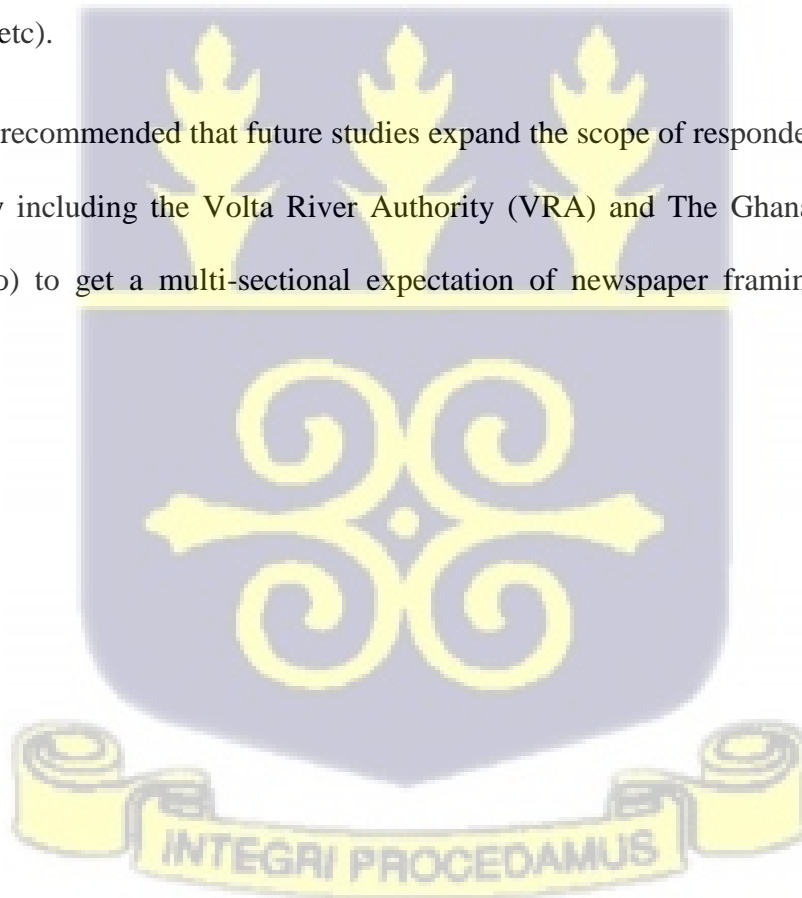 etc).
recommended that future studies expand the scope of responde
including the Volta River Authority (VRA) and The Ghana
to get a multi-sectional expectation of newspaper framin
INTEGRI PROCEDAMUS